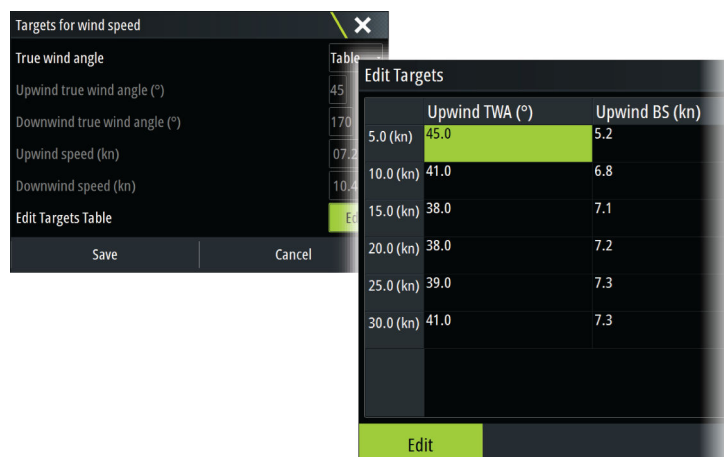 Targets for wind speed
True wind angle Table
Upwind true wind angle (°) 45
Downwind true wind angle (°) 170
Upwind speed (kn) 07.2
Downwind speed (kn) 10.4
Edit Targets Table
Save Cancel
Edit Targets
Upwind TWA (°) Upwind BS (kn)
5.0 (kn) 45.0 5.2
10.0 (kn) 41.0 6.8
15.0 (kn) 38.0 7.1
20.0 (kn) 38.0 7.2
25.0 (kn) 39.0 7.3
30.0 (kn) 41.0 7.3
Edit